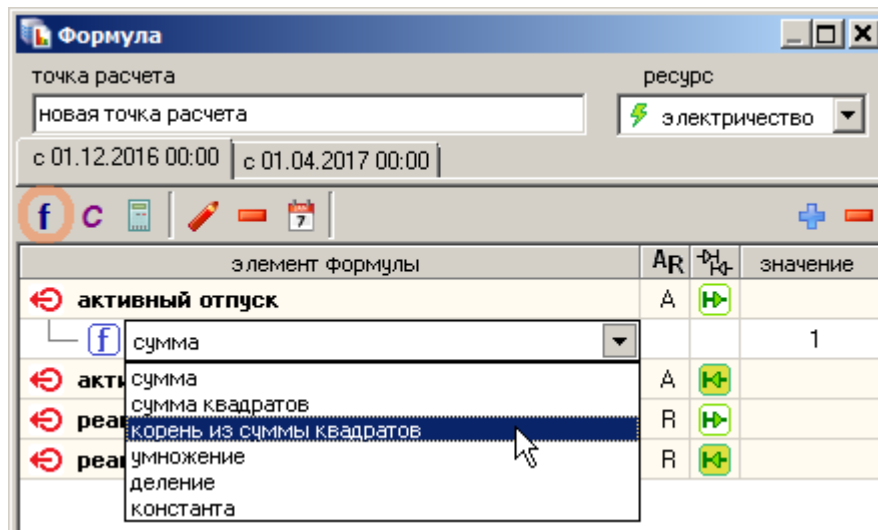 Формула
точка расчета ресурс
новая точка расчета электричество
с 01.12.2016 00:00 с 01.04.2017 00:00
f C 7
элемент формулы AR значение
активный отпуск A
f сумма 1
акти A
сумма
сумма квадратов
реа R
корень из суммы квадратов
реа R
умножение
деление
константа